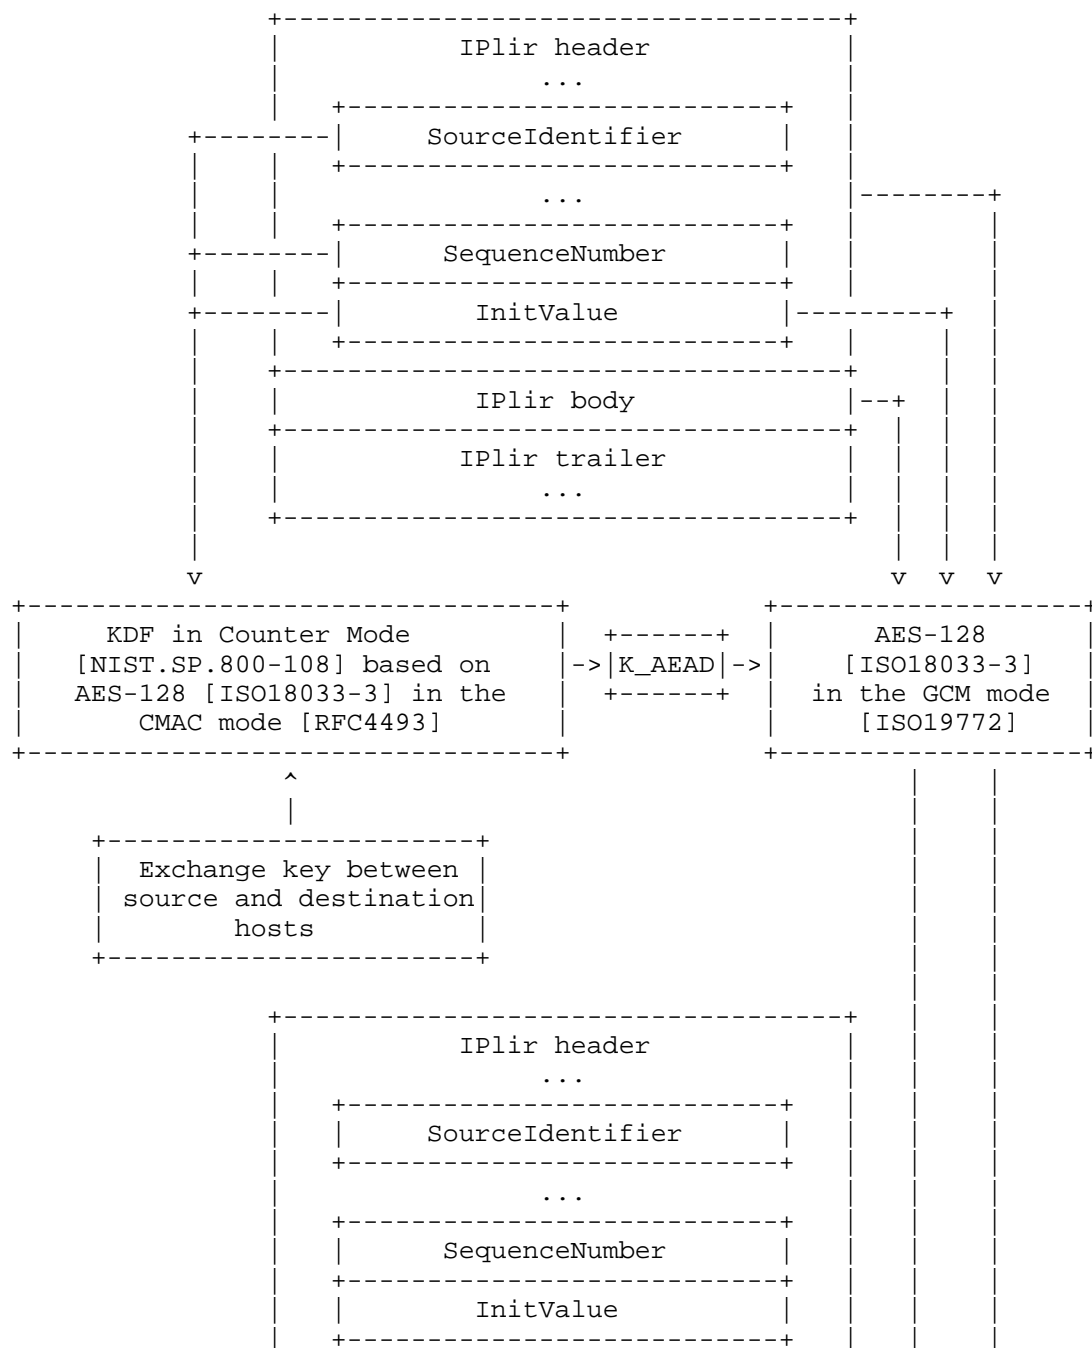 IPlir header
...
SourceIdentifier
...
SequenceNumber
InitValue
IPlir body
IPlir trailer
...
KDF in Counter Mode
[NIST.SP.800-108] based on
AES-128 [ISO18033-3] in the
CMAC mode [RFC4493]
K_AEAD
AES-128
[ISO18033-3]
in the GCM mode
[ISO19772]
Exchange key between
source and destination
hosts
IPlir header
...
SourceIdentifier
...
SequenceNumber
InitValue